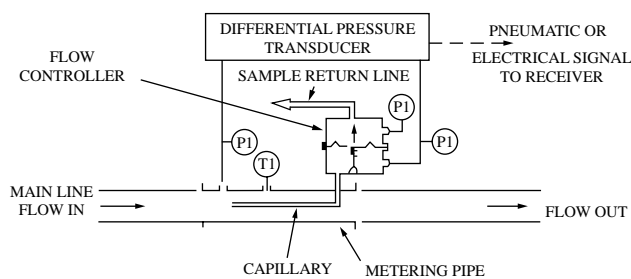 DIFFERENTIAL PRESSURE
TRANSDUCER
PNEUMATIC OR
ELECTRICAL SIGNAL
TO RECEIVER
FLOW
CONTROLLER
SAMPLE RETURN LINE
P1
P1
P1
T1
MAIN LINE
FLOW IN
FLOW OUT
CAPILLARY
METERING PIPE